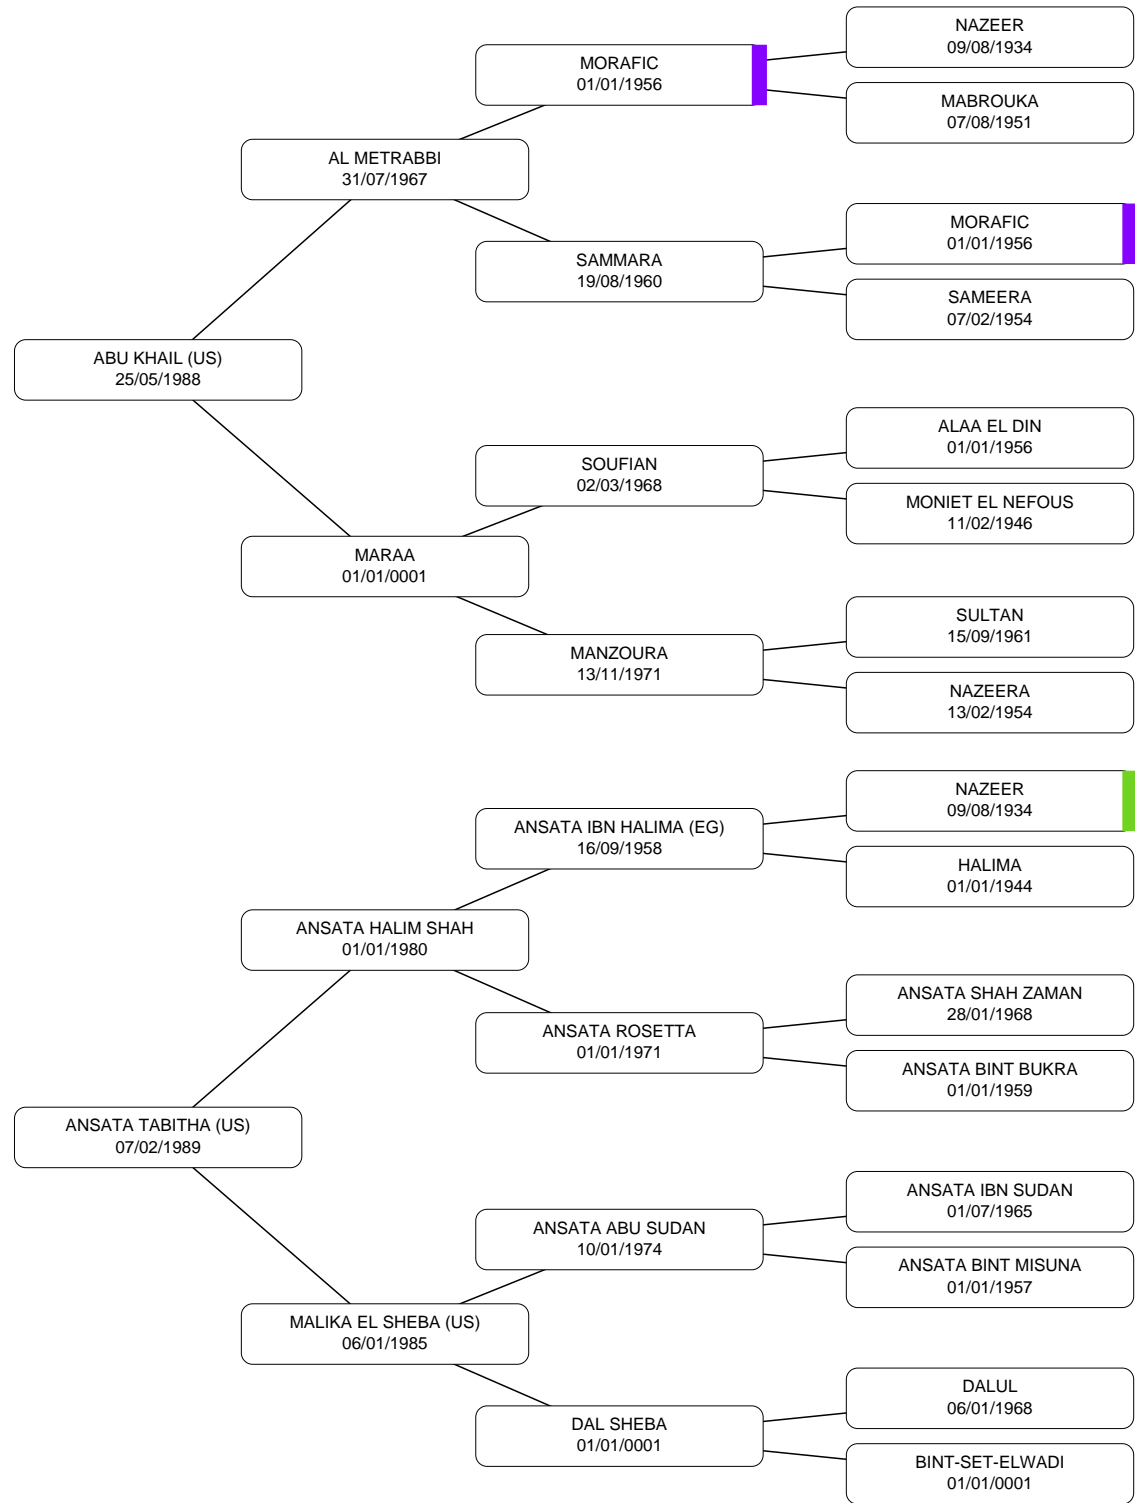 NAZEER
09/08/1934
MORAFIC
01/01/1956
MABROUKA
07/08/1951
AL METRABBI
31/07/1967
MORAFIC
01/01/1956
SAMMARA
19/08/1960
SAMEERA
07/02/1954
ABU KHAIL (US)
25/05/1988
ALAA EL DIN
01/01/1956
SOUFIAN
02/03/1968
MONIET EL NEFOUS
11/02/1946
MARAA
01/01/0001
SULTAN
15/09/1961
MANZOURA
13/11/1971
NAZEERA
13/02/1954
NAZEER
09/08/1934
ANSATA IBN HALIMA (EG)
16/09/1958
HALIMA
01/01/1944
ANSATA HALIM SHAH
01/01/1980
ANSATA SHAH ZAMAN
28/01/1968
ANSATA ROSETTA
01/01/1971
ANSATA BINT BUKRA
01/01/1959
ANSATA TABITHA (US)
07/02/1989
ANSATA IBN SUDAN
01/07/1965
ANSATA ABU SUDAN
10/01/1974
ANSATA BINT MISUNA
01/01/1957
MALIKA EL SHEBA (US)
06/01/1985
DALUL
06/01/1968
DAL SHEBA
01/01/0001
BINT-SET-ELWADI
01/01/0001